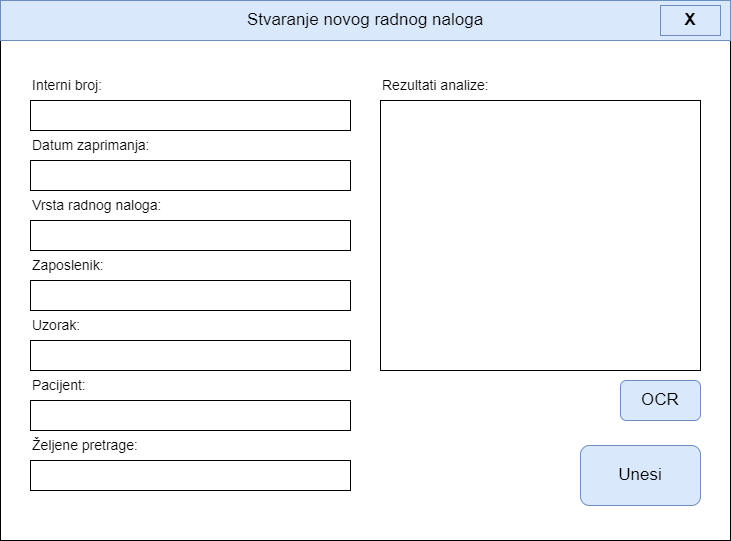 Stvaranje novog radnog naloga
X
Interni broj:
Datum zaprimanja:
Vrsta radnog naloga:
Zaposlenik:
Uzorak:
Pacijent:
Željene pretrage:
Rezultati analize:
OCR
Unesi